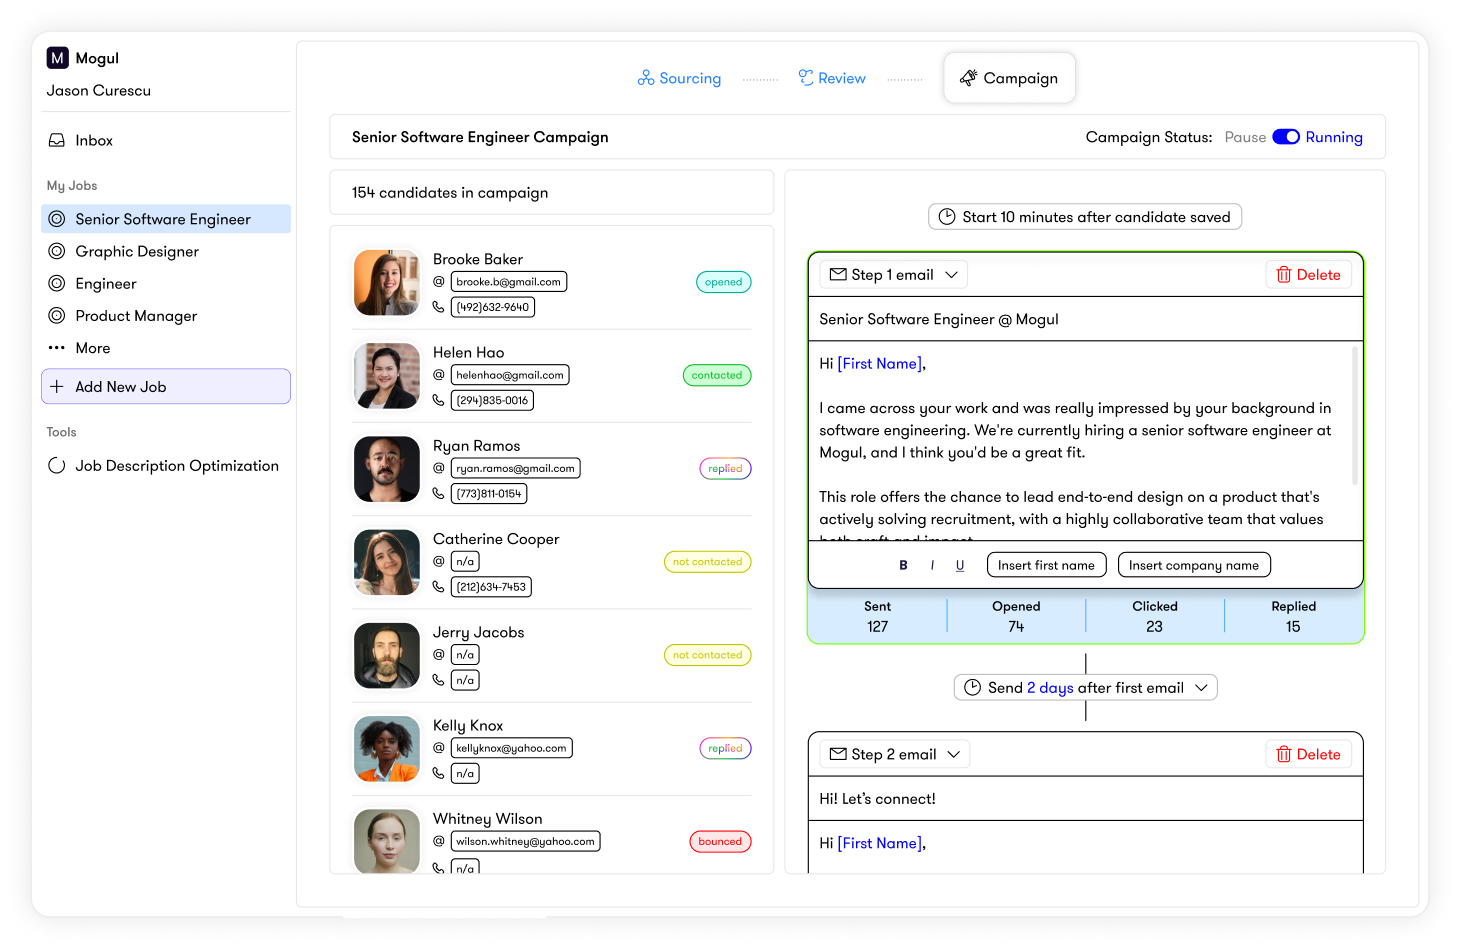 M Mogul
Jason Curescu
Inbox
My Jobs
Senior Software Engineer
Graphic Designer
Engineer
Product Manager
More
Add New Job
Tools
Job Description Optimization
Sourcing
Review
Campaign
Senior Software Engineer Campaign
Campaign Status: Pause Running
154 candidates in campaign
Brooke Baker
@ brooke.b@gmail.com
(492)632-9640
opened
Helen Hao
@ helenhao@gmail.com
(294)835-0016
contacted
Ryan Ramos
@ ryan.ramos@gmail.com
(773)811-0154
replied
Catherine Cooper
@ n/a
(212)634-7453
not contacted
Jerry Jacobs
@ n/a
n/a
not contacted
Kelly Knox
@ kellyknox@yahoo.com
n/a
replied
Whitney Wilson
@ wilson.whitney@yahoo.com
n/a
bounced
Start 10 minutes after candidate saved
Step 1 email
Delete
Senior Software Engineer @ Mogul
Hi [First Name],
I came across your work and was really impressed by your background in
software engineering. We're currently hiring a senior software engineer at
Mogul, and I think you'd be a great fit.
This role offers the chance to lead end-to-end design on a product that's
actively solving recruitment, with a highly collaborative team that values
both craft and impact.
B I U Insert first name Insert company name
Sent Opened Clicked Replied
127 74 23 15
Send 2 days after first email
Step 2 email
Delete
Hi! Let’s connect!
Hi [First Name],